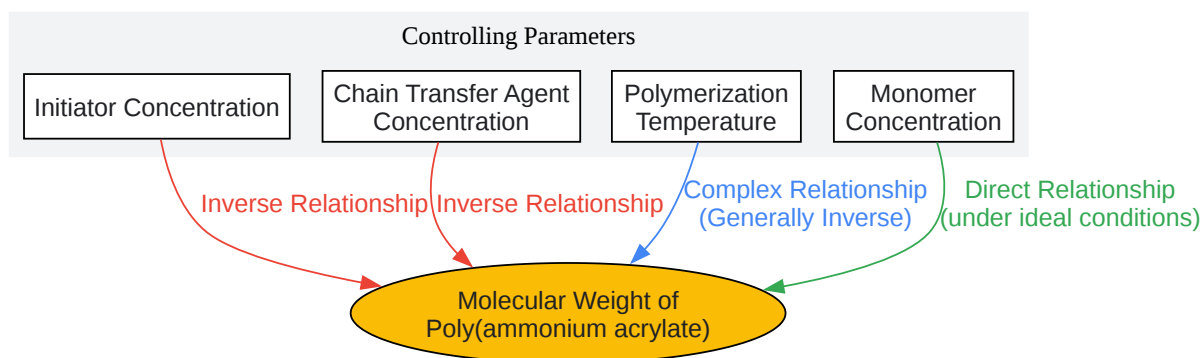 Controlling Parameters
Initiator Concentration
Chain Transfer Agent
Concentration
Polymerization
Temperature
Monomer
Concentration
Inverse Relationship
Inverse Relationship
Complex Relationship
(Generally Inverse)
Direct Relationship
(under ideal conditions)
Molecular Weight of
Poly(ammonium acrylate)